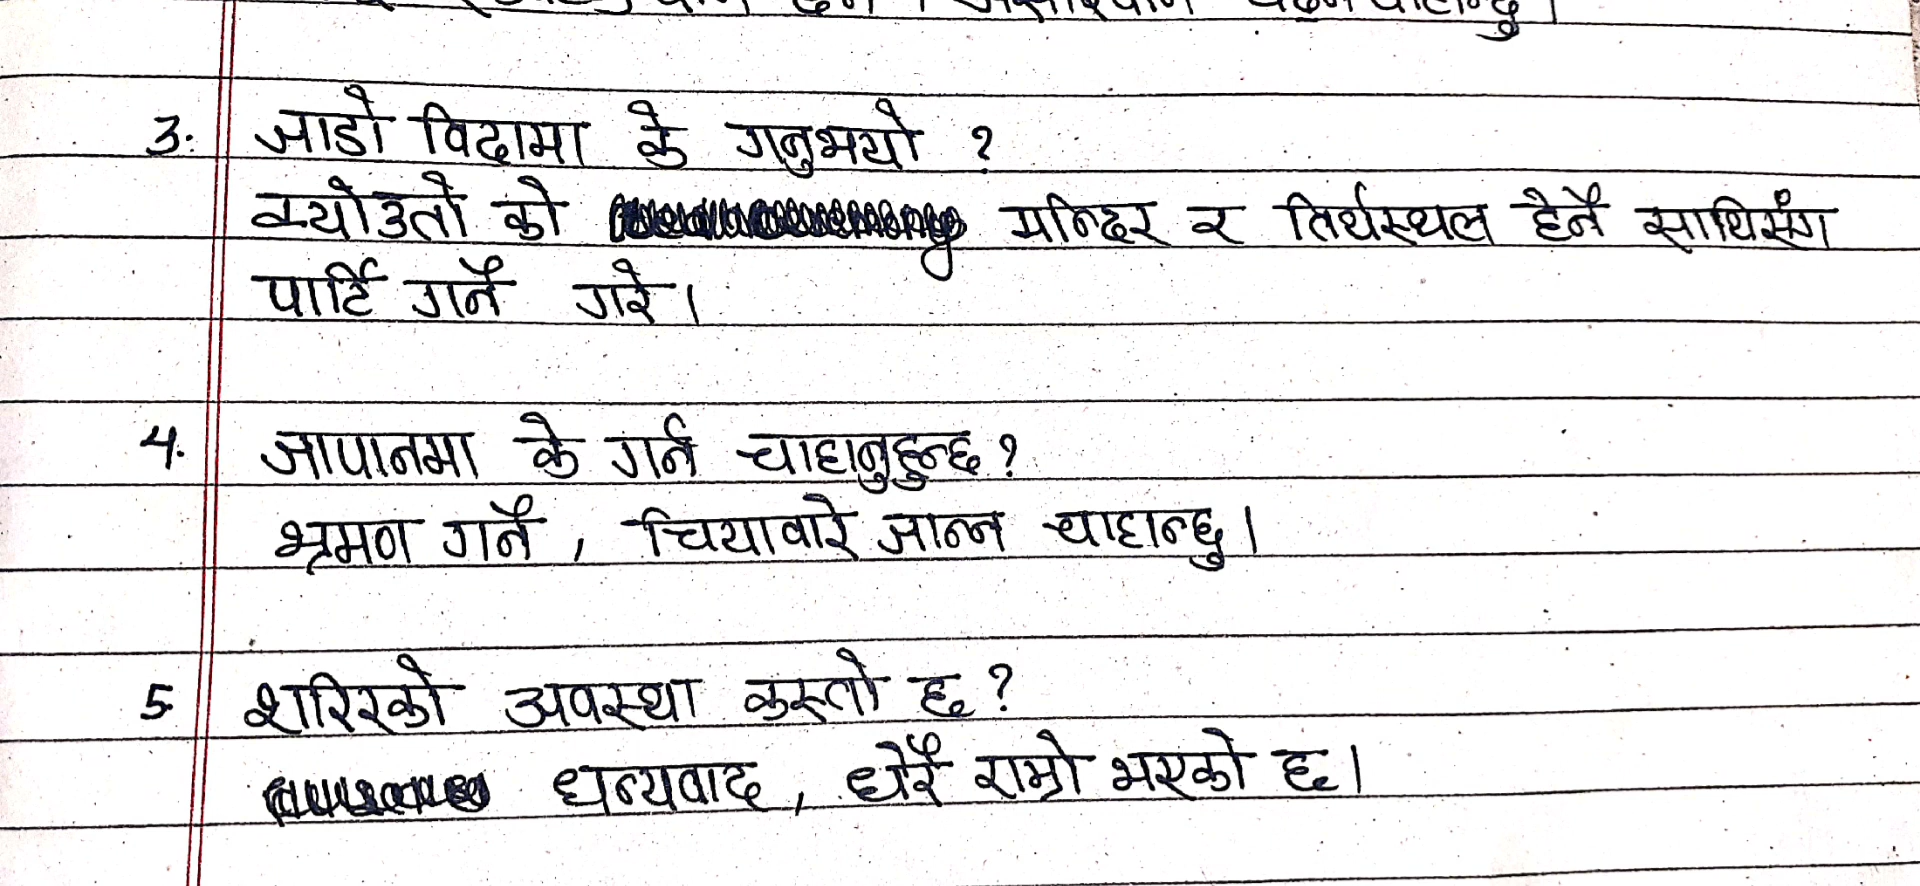 3. जाडो विदामा के गनुभयो ?
क्योउतो को मन्दिर र तिर्थस्थल हेर्नै साथिसंग
पार्टि गर्नै गरे।
4. जापानमा के गर्न चाहानुहुन्छ ?
भ्रमण गर्नै , चियावारे जान्न चाहान्छु।
5 शरिरको अवस्था कस्तो छ ?
धन्यवाद, धेरै राम्रो भएको छ।